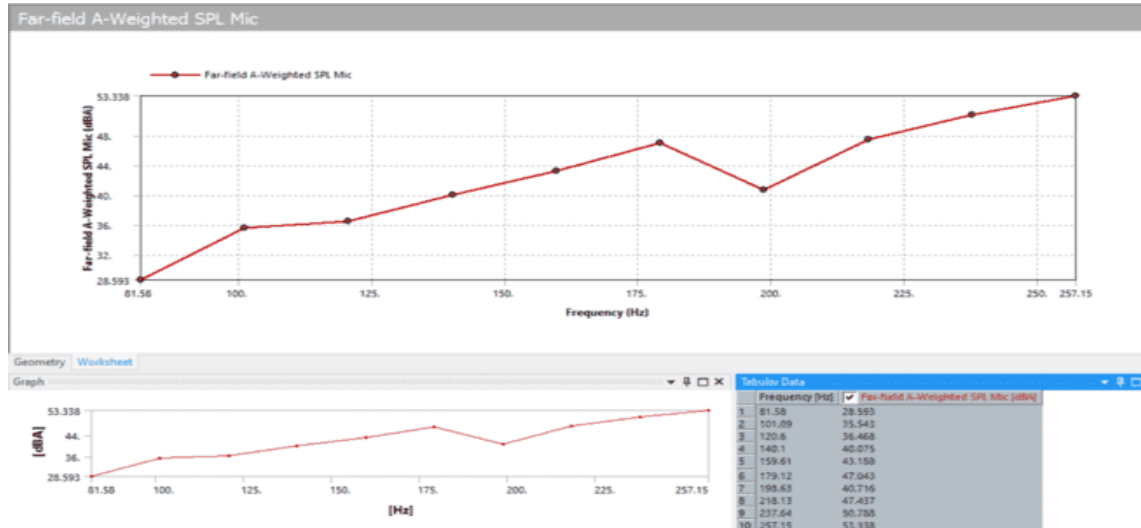 Far-field A-Weighted SPL Mic
Far-field A-Weighted SPL Mic
Far-field A-Weighted SPL Mic [dBA]
53.338
48.
44.
40.
36.
32.
28.593
81.58 100. 125. 150. 175. 200. 225. 250. 257.15
Frequency (Hz)
Geometry Worksheet
Graph
[dBA]
53.338
44.
36.
28.593
81.58 100. 125. 150. 175. 200. 225. 257.15
[Hz]
Tabular Data
Frequency [Hz] Far-field A-Weighted SPL Mic [dBA]
1 81.58 28.593
2 101.09 35.543
3 120.6 36.468
4 140.1 40.075
5 159.61 43.188
6 179.12 47.043
7 198.63 40.716
8 218.13 47.437
9 237.64 50.788
10 257.15 53.338